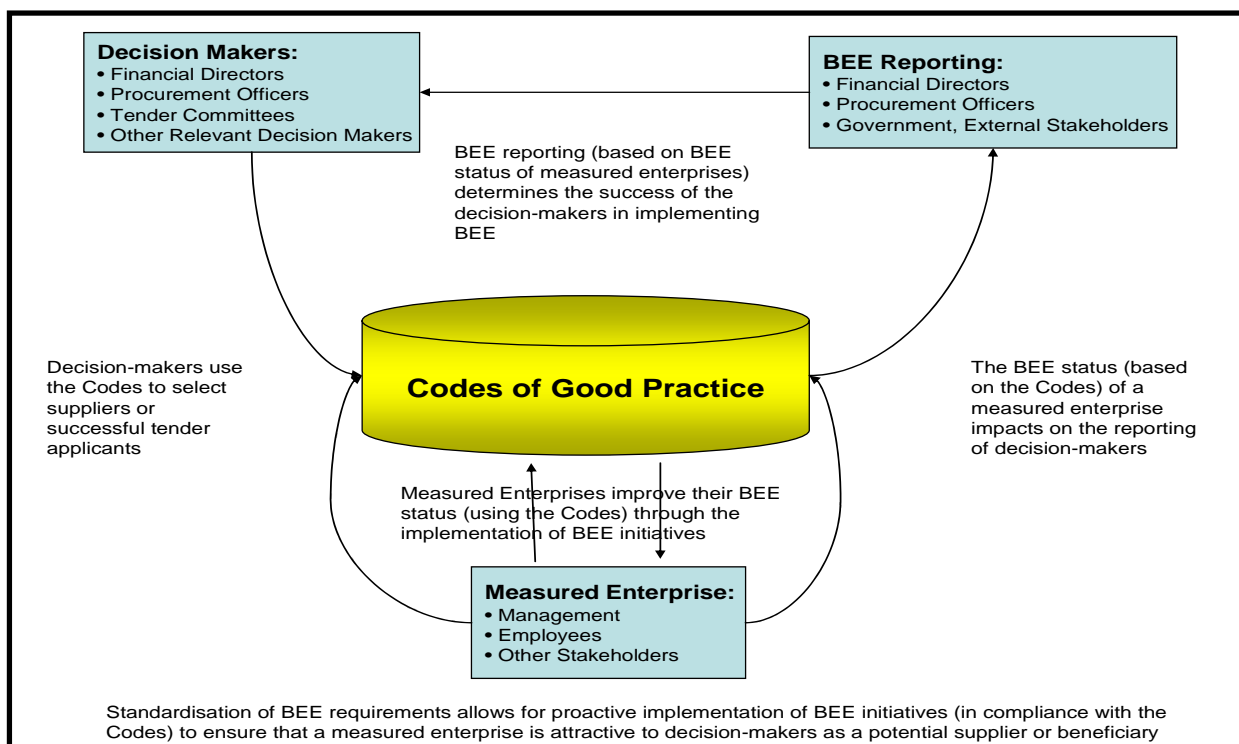 Decision Makers:
• Financial Directors
• Procurement Officers
• Tender Committees
• Other Relevant Decision Makers
BEE Reporting:
• Financial Directors
• Procurement Officers
• Government, External Stakeholders
BEE reporting (based on BEE
status of measured enterprises)
determines the success of the
decision-makers in implementing
BEE
Decision-makers use
the Codes to select
suppliers or
successful tender
applicants
Codes of Good Practice
The BEE status (based
on the Codes) of a
measured enterprise
impacts on the reporting
of decision-makers
Measured Enterprises improve their BEE
status (using the Codes) through the
implementation of BEE initiatives
Measured Enterprise:
• Management
• Employees
• Other Stakeholders
Standardisation of BEE requirements allows for proactive implementation of BEE initiatives (in compliance with the
Codes) to ensure that a measured enterprise is attractive to decision-makers as a potential supplier or beneficiary